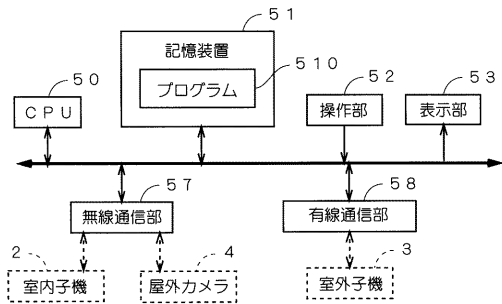 ５１
記憶装置
５０
ＣＰＵ
プログラム
５１０
５２
操作部
５３
表示部
５７
無線通信部
５８
有線通信部
２
室内子機
４
屋外カメラ
３
室外子機